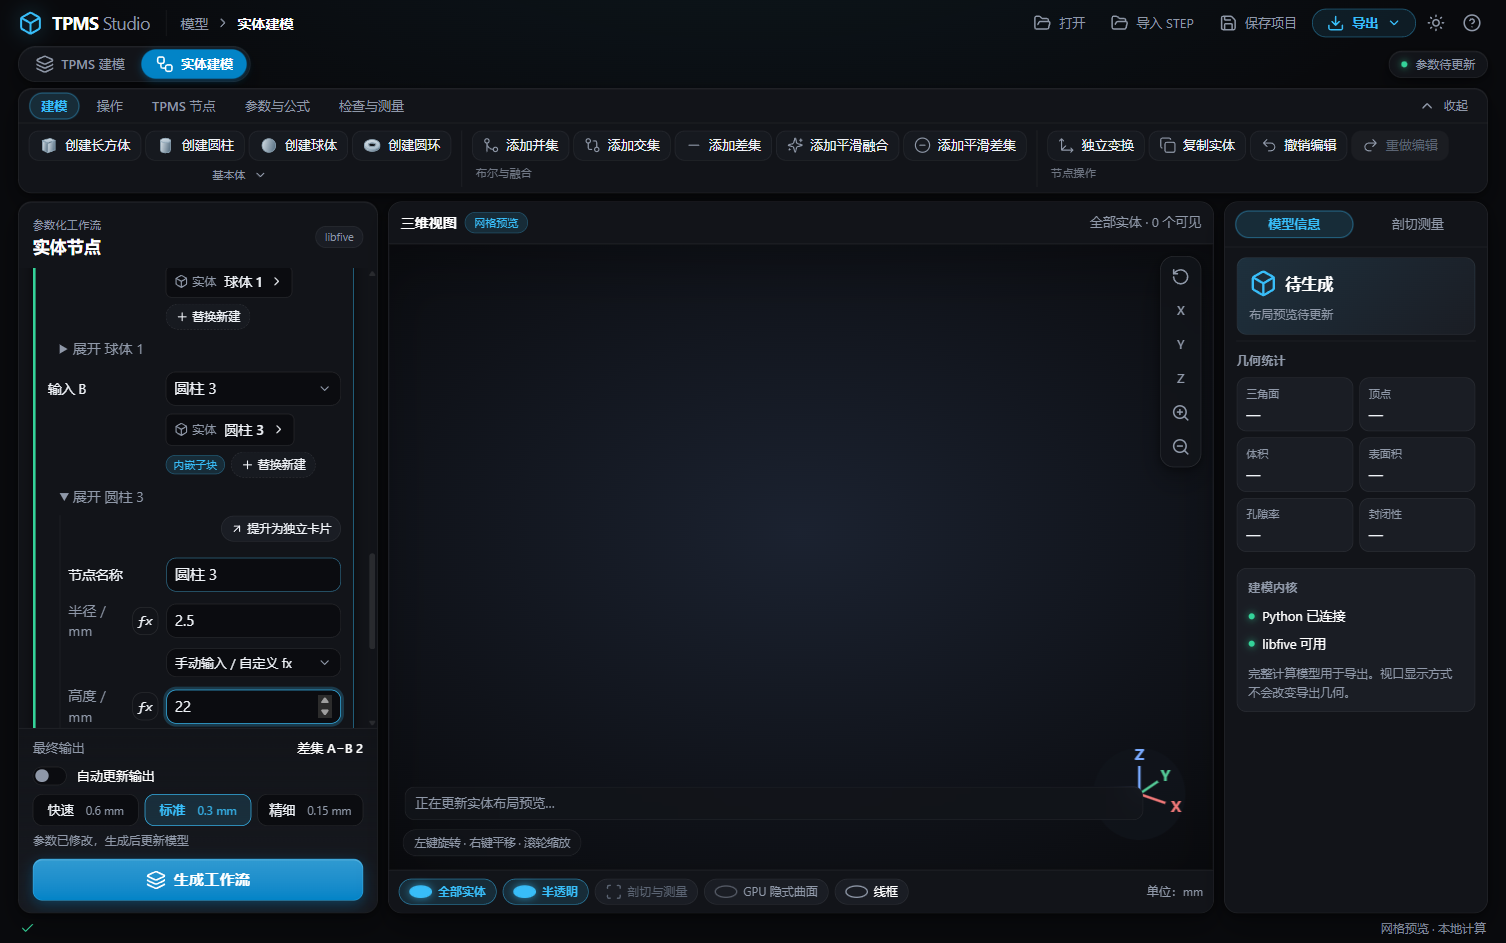 TPMS Studio 模型 > 实体建模 打开 导入 STEP 保存项目 导出
TPMS 建模 实体建模 参数待更新
建模 操作 TPMS 节点 参数与公式 检查与测量 收起
创建长方体 创建圆柱 创建球体 创建圆环 添加并集 添加交集 添加差集 添加平滑融合 添加平滑差集 独立变换 复制实体 撤销编辑 重做编辑
基本体 布尔与融合 节点操作
参数化工作流
实体节点 libfive
实体 球体 1 >
+ 替换新建
展开 球体 1
输入 B 圆柱 3
实体 圆柱 3 >
内嵌子块 + 替换新建
展开 圆柱 3
提升为独立卡片
节点名称 圆柱 3
半径 / mm fx 2.5
手动输入 / 自定义 fx
高度 / mm fx 22
最终输出 差集 A−B 2
自动更新输出
快速 0.6 mm 标准 0.3 mm 精细 0.15 mm
参数已修改，生成后更新模型
生成工作流
三维视图 网格预览 全部实体 · 0 个可见
X
Y
Z
Z
Y
X
正在更新实体布局预览...
左键旋转 · 右键平移 · 滚轮缩放
全部实体 半透明 剖切与测量 GPU 隐式曲面 线框 单位：mm
模型信息 剖切测量
待生成
布局预览待更新
几何统计
三角面 顶点
— —
体积 表面积
— —
孔隙率 封闭性
— —
建模内核
Python 已连接
libfive 可用
完整计算模型用于导出。视口显示方式
不会改变导出几何。
网格预览 · 本地计算